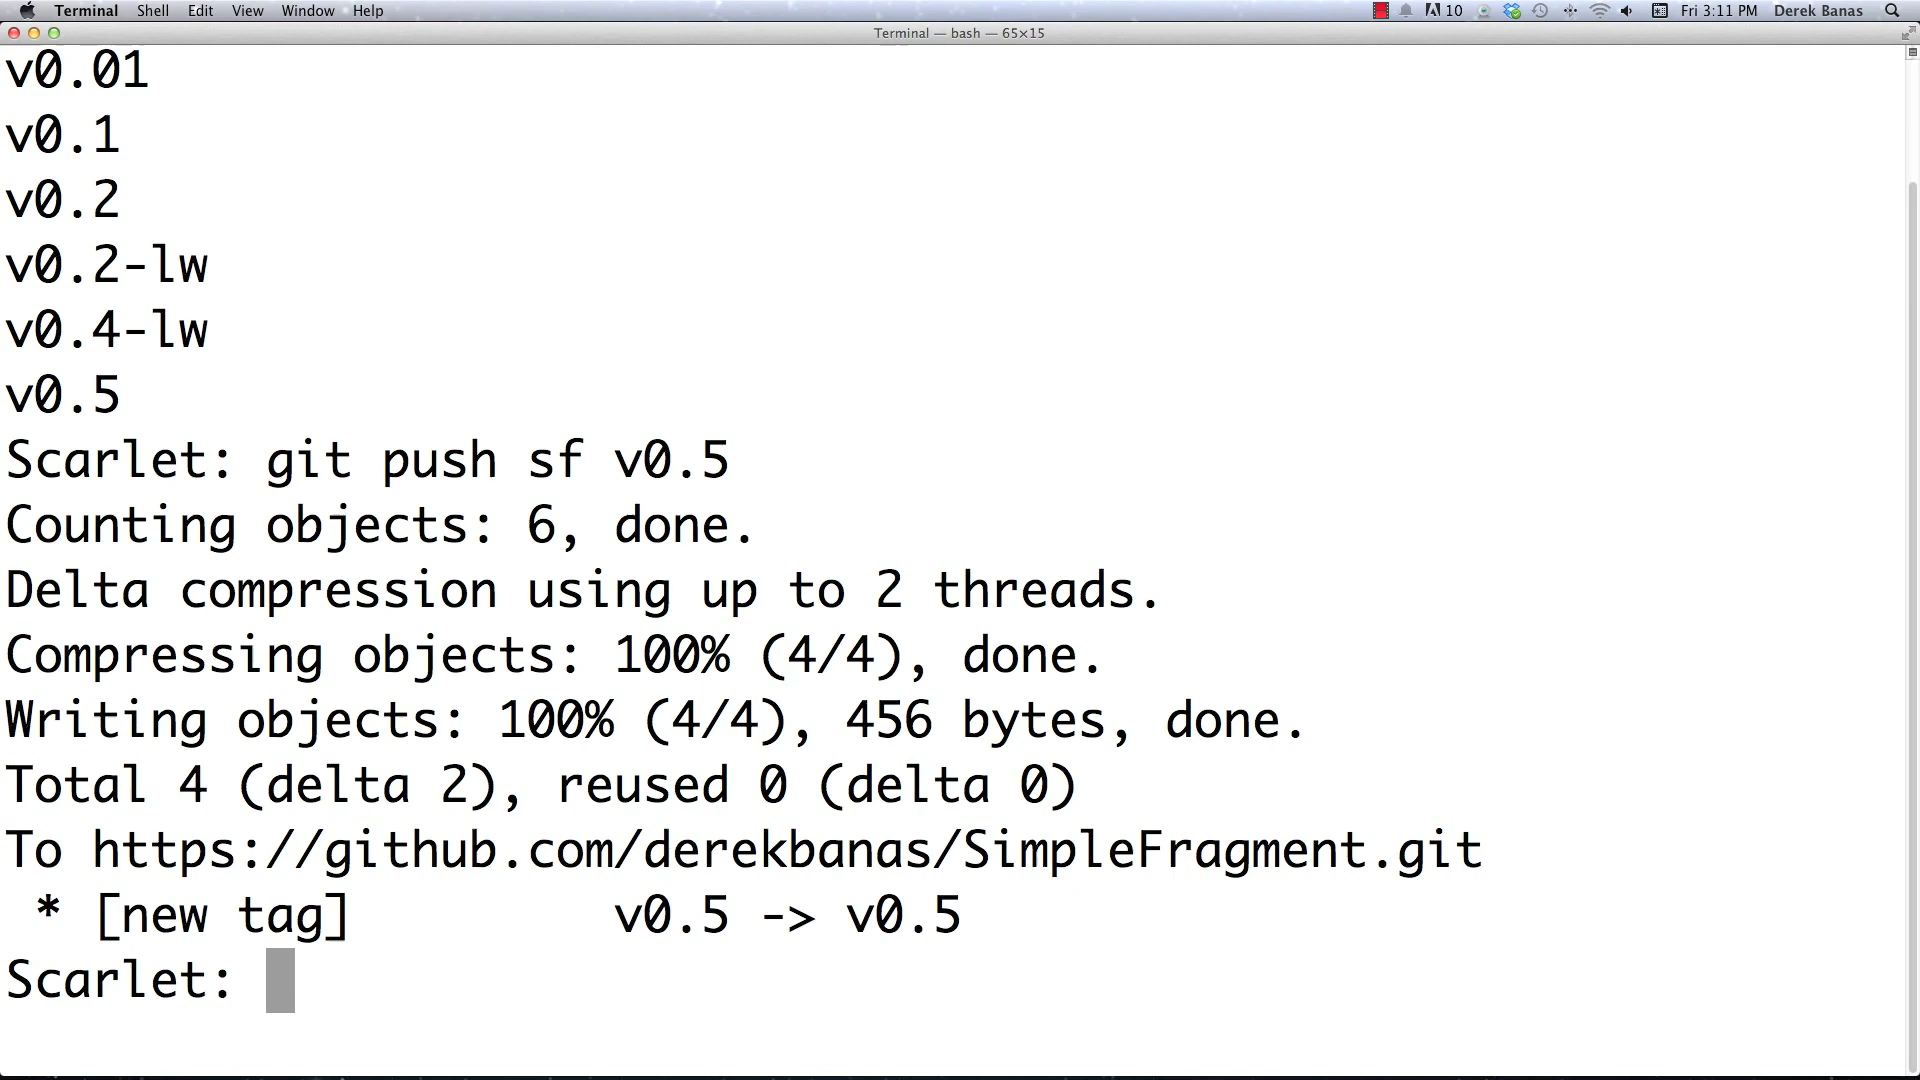 Terminal Shell Edit View Window Help 10 Fri 3:11 PM Derek Banas
Terminal — bash — 65×15
v0.01
v0.1
v0.2
v0.2-lw
v0.4-lw
v0.5
Scarlet: git push sf v0.5
Counting objects: 6, done.
Delta compression using up to 2 threads.
Compressing objects: 100% (4/4), done.
Writing objects: 100% (4/4), 456 bytes, done.
Total 4 (delta 2), reused 0 (delta 0)
To https://github.com/derekbanas/SimpleFragment.git
 * [new tag]         v0.5 -> v0.5
Scarlet: